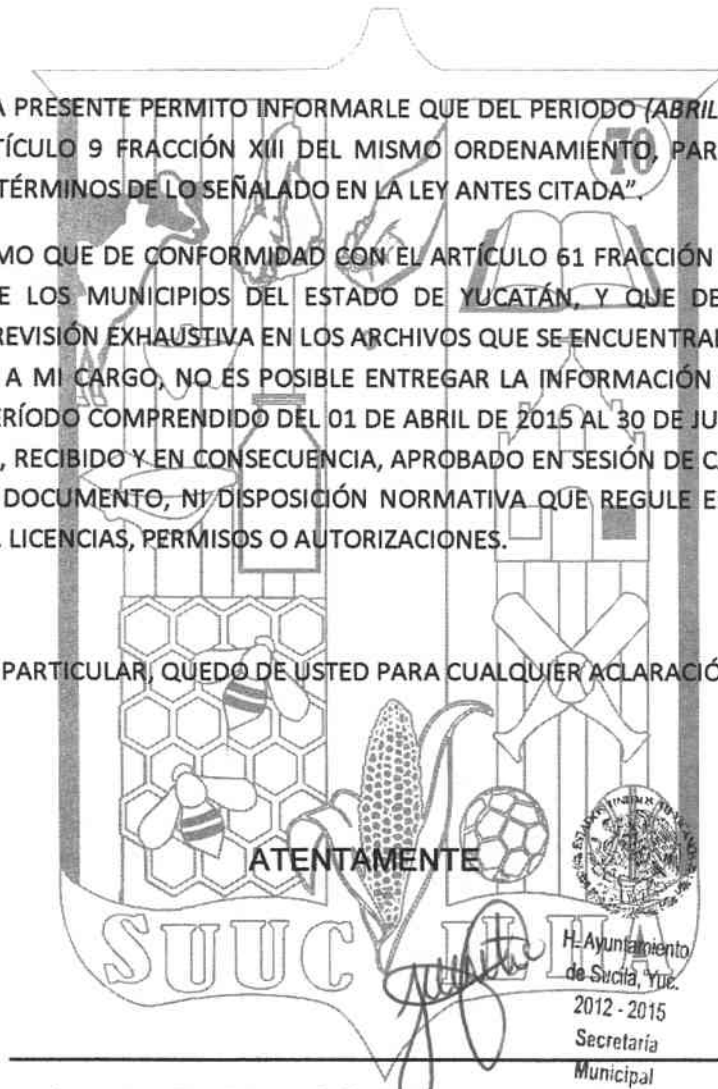 A PRESENTE PERMITO INFORMARLE QUE DEL PERIODO (ABRIL
TÍCULO 9 FRACCIÓN XIII DEL MISMO ORDENAMIENTO, PAR
TÉRMINOS DE LO SEÑALADO EN LA LEY ANTES CITADA”.
MO QUE DE CONFORMIDAD CON EL ARTÍCULO 61 FRACCIÓN
E LOS MUNICIPIOS DEL ESTADO DE YUCATÁN, Y QUE DE
REVISIÓN EXHAUSTIVA EN LOS ARCHIVOS QUE SE ENCUENTRA
A MI CARGO, NO ES POSIBLE ENTREGAR LA INFORMACIÓN
ERÍODO COMPRENDIDO DEL 01 DE ABRIL DE 2015 AL 30 DE JU
, RECIBIDO Y EN CONSECUENCIA, APROBADO EN SESIÓN DE C
DOCUMENTO, NI DISPOSICIÓN NORMATIVA QUE REGULE E
LICENCIAS, PERMISOS O AUTORIZACIONES.
PARTICULAR, QUEDO DE USTED PARA CUALQUIER ACLARACIÓ
ATENTAMENTE
70
SUUC
H. Ayuntamiento
de Sucilá, Yuc.
2012 - 2015
Secretaría
Municipal